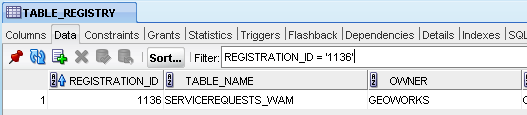 TABLE_REGISTRY
Columns Data Constraints Grants Statistics Triggers Flashback Dependencies Details Indexes SQL
Sort... Filter: REGISTRATION_ID = '1136'
REGISTRATION_ID TABLE_NAME OWNER
1 1136 SERVICEREQUESTS_WAM GEOWORKS